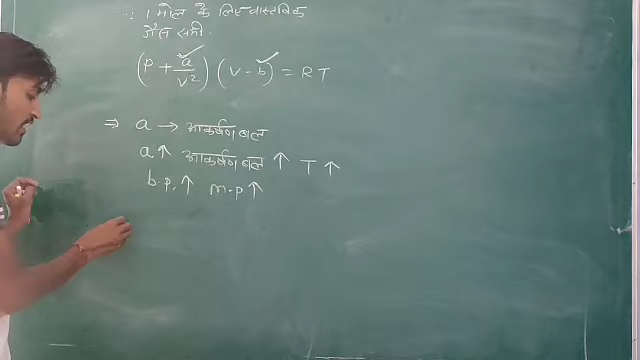 ∵ 1 मोल के लिए वास्तविक
गैस समी.
(P + a/V²) (V - b) = RT
⇒ a → आकर्षण बल
a ↑ आकर्षण बल ↑ T ↑
b.p. ↑ m.p ↑